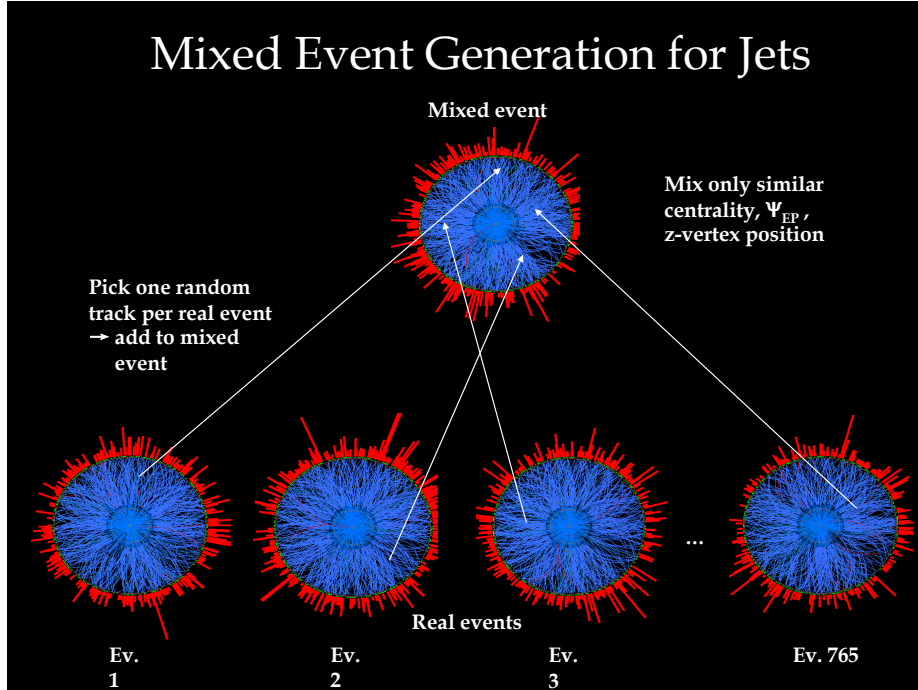 Mixed Event Generation for Jets
Mixed event
Mix only similar
centrality, Ψ_EP ,
z-vertex position
Pick one random
track per real event
→ add to mixed
event
...
Real events
Ev.
1
Ev.
2
Ev.
3
Ev. 765